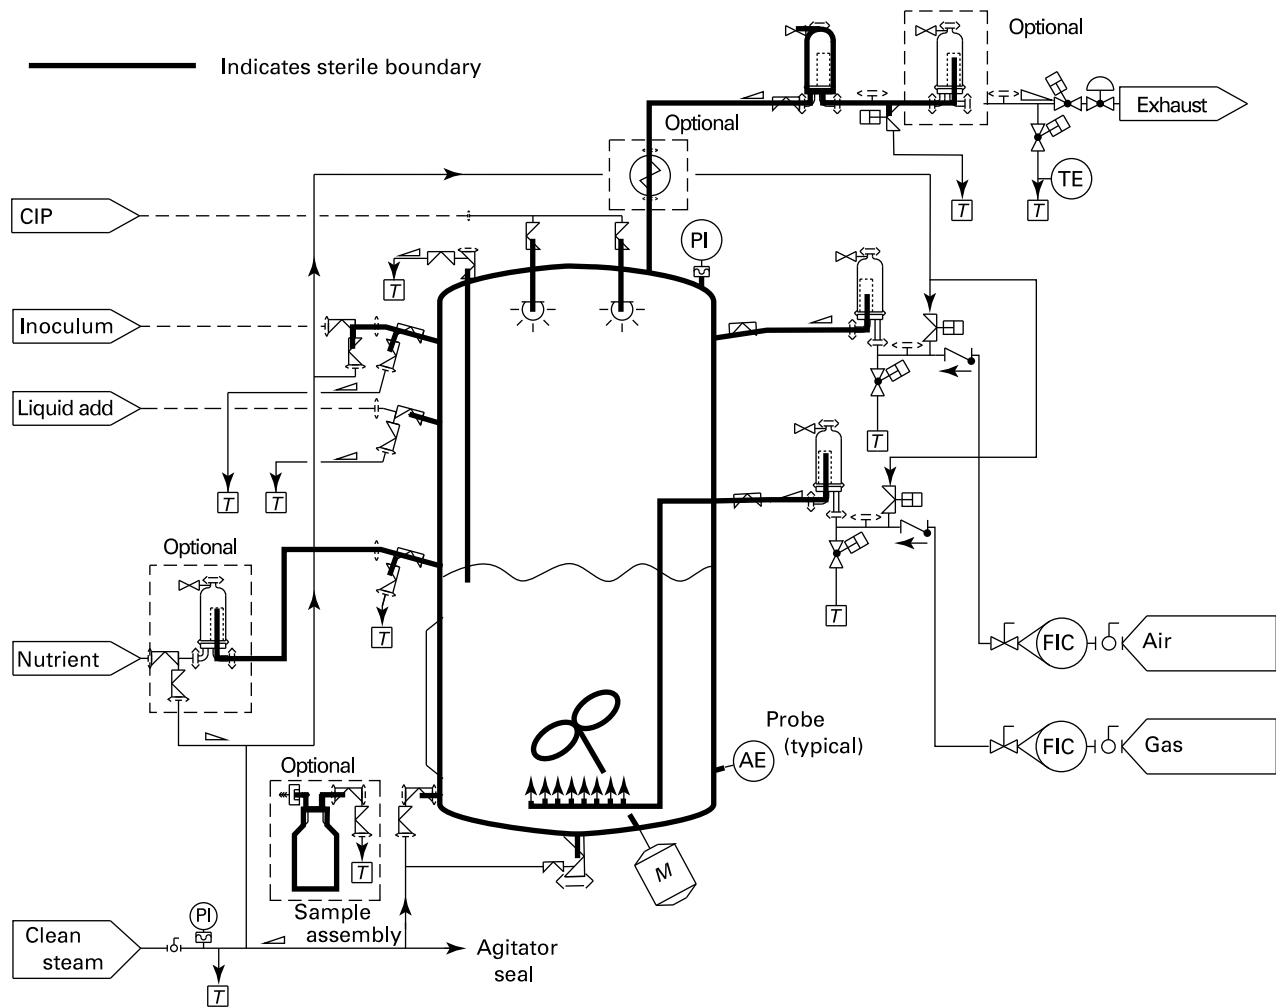 Optional
Indicates sterile boundary
Exhaust
Optional
TE
T
T
CIP
PI
T
Inoculum
Liquid add
T
T
T
T
Optional
T
T
Nutrient
FIC
Air
Probe
(typical)
AE
FIC
Gas
Optional
T
M
PI
Sample
assembly
Clean
steam
Agitator
seal
T